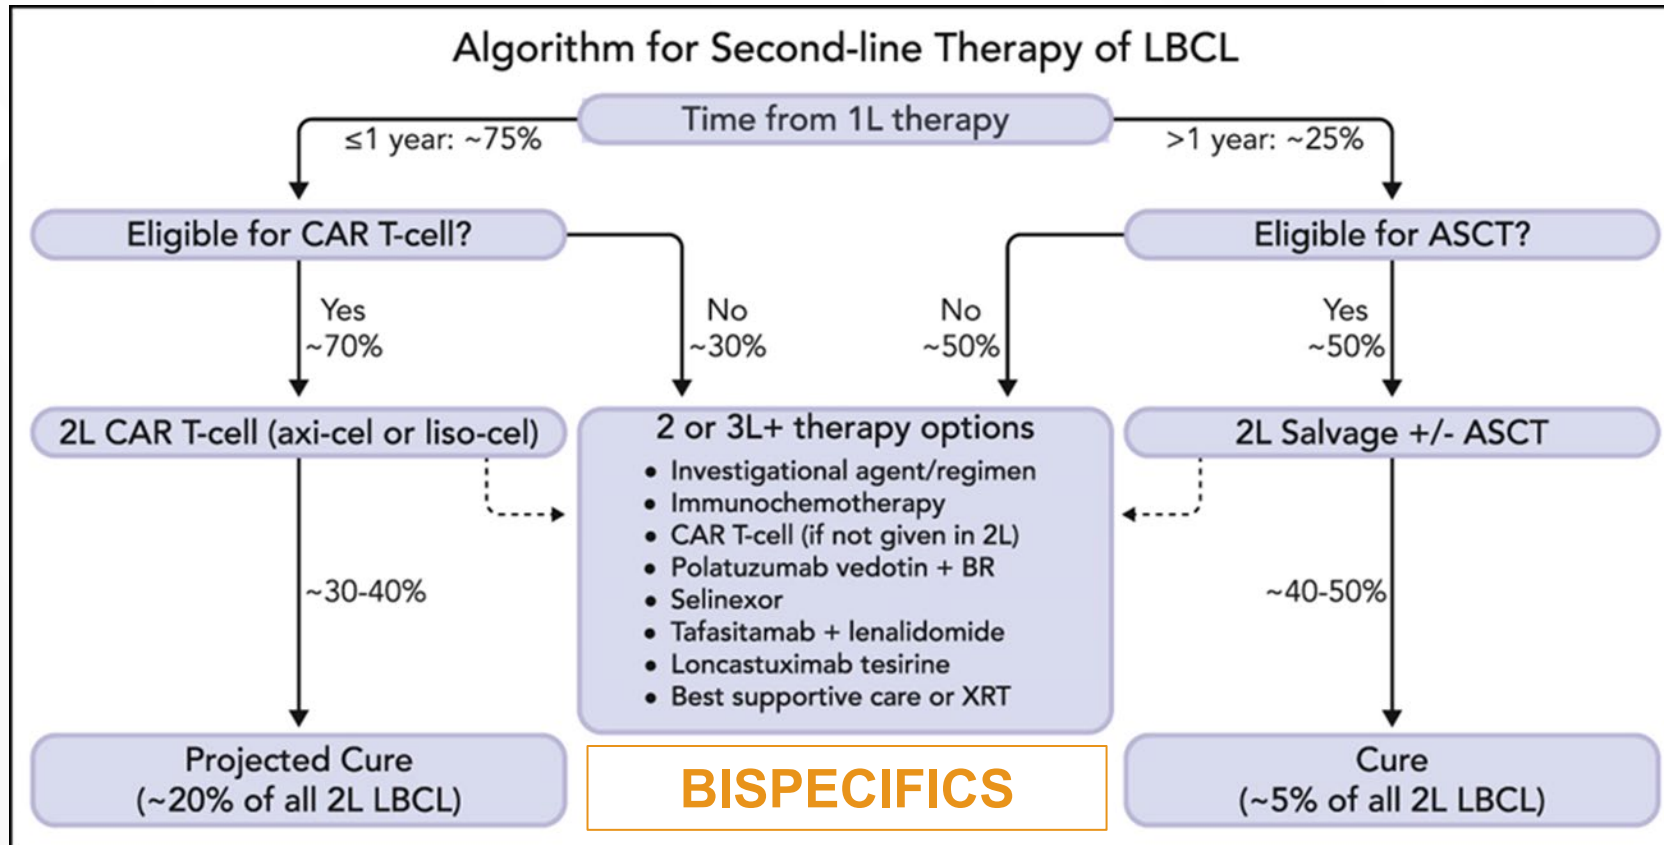 Algorithm for Second-line Therapy of LBCL
Time from 1L therapy
≤1 year: ~75%
>1 year: ~25%
Eligible for CAR T-cell?
Eligible for ASCT?
Yes
~70%
No
~30%
No
~50%
Yes
~50%
2L CAR T-cell (axi-cel or liso-cel)
2 or 3L+ therapy options
• Investigational agent/regimen
• Immunochemotherapy
• CAR T-cell (if not given in 2L)
• Polatuzumab vedotin + BR
• Selinexor
• Tafasitamab + lenalidomide
• Loncastuximab tesirine
• Best supportive care or XRT
2L Salvage +/- ASCT
~30-40%
~40-50%
Projected Cure
(~20% of all 2L LBCL)
BISPECIFICS
Cure
(~5% of all 2L LBCL)